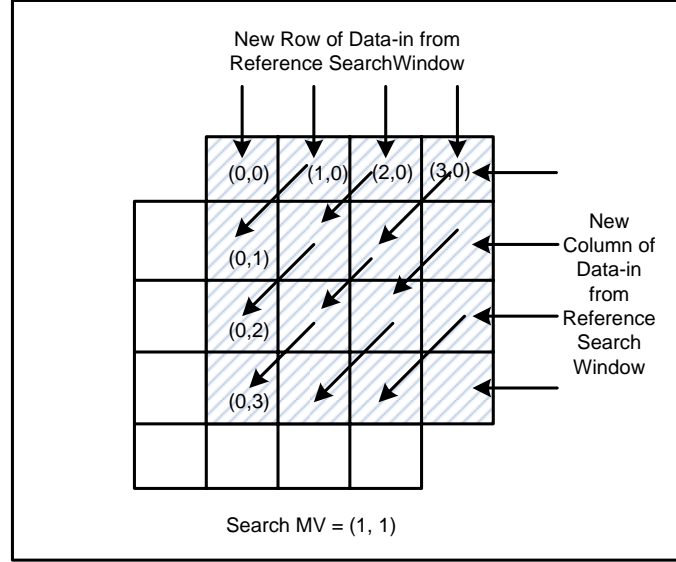 New Row of Data-in from
Reference SearchWindow
(0,0) (1,0) (2,0) (3,0)
(0,1)
(0,2)
(0,3)
New
Column of
Data-in
from
Reference
Search
Window
Search MV = (1, 1)